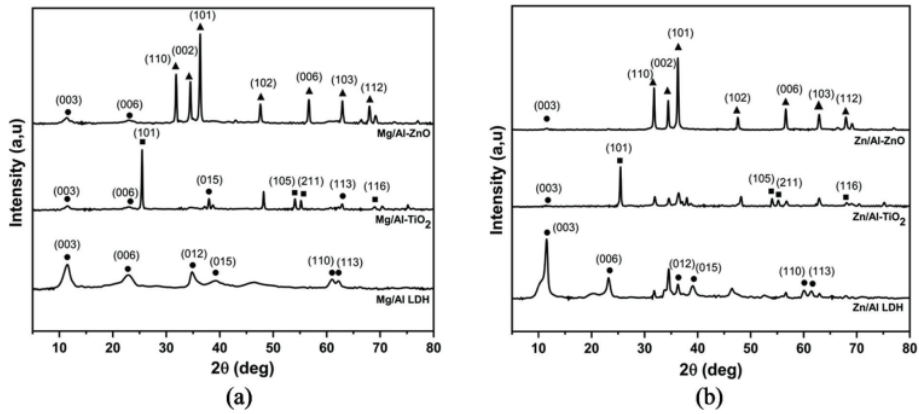 Intensity (a,u)
(101)
(110) (002)
(003) (006) (102) (006) (103) (112)
Mg/Al-ZnO
(101)
(003) (006) (015) (105) (211) (113) (116)
Mg/Al-TiO2
(003)
(006) (012) (015) (110) (113)
Mg/Al LDH
10 20 30 40 50 60 70 80
2θ (deg)
(a)
Intensity (a,u)
(101)
(110) (002)
(003) (102) (006) (103) (112)
Zn/Al-ZnO
(101)
(003) (105) (211) (116)
Zn/Al-TiO2
(003)
(006) (012) (015) (110) (113)
Zn/Al LDH
10 20 30 40 50 60 70 80
2θ (deg)
(b)